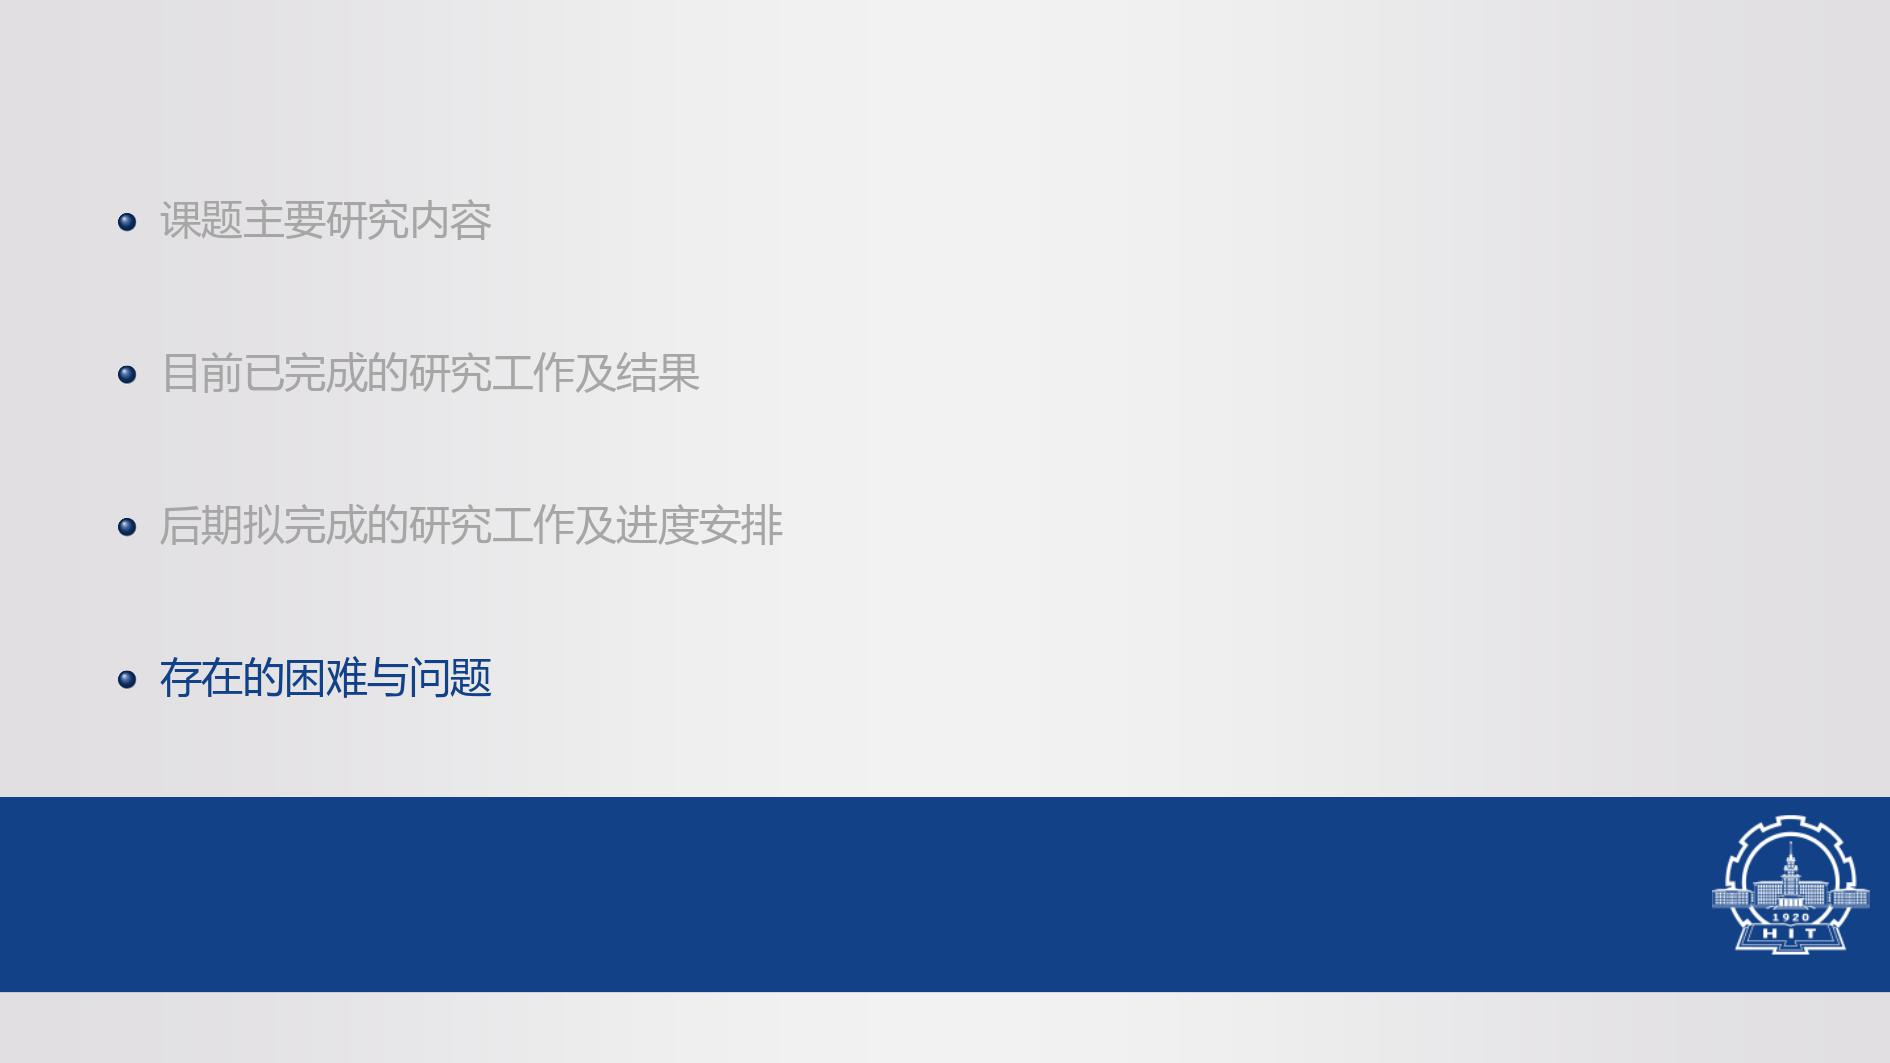 课题主要研究内容
目前已完成的研究工作及结果
后期拟完成的研究工作及进度安排
存在的困难与问题
1920
HIT